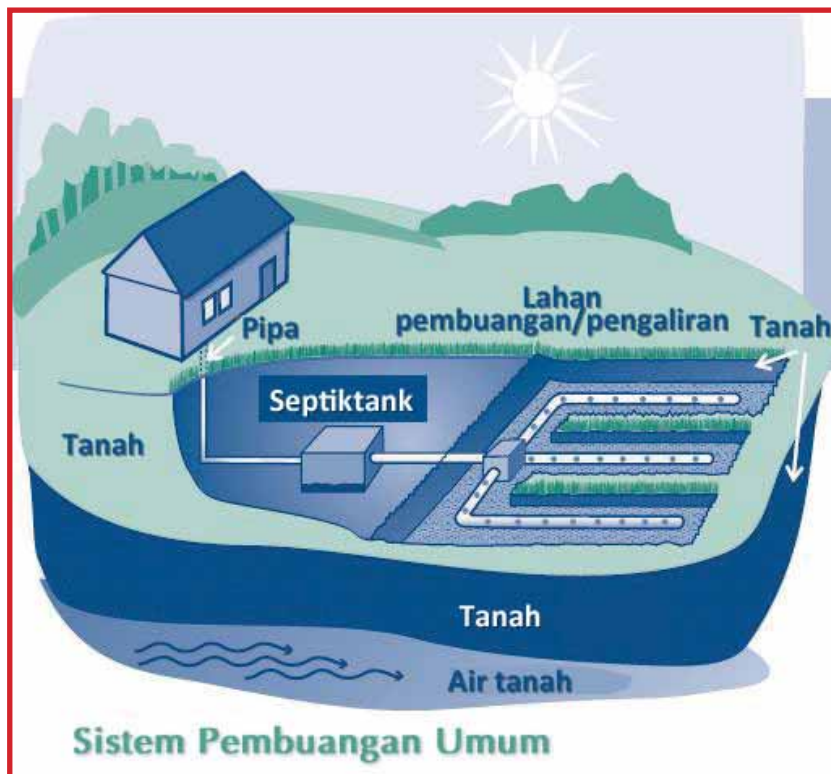 Lahan
pembuangan/pengaliran
Tanah
Pipa
Septiktank
Tanah
Tanah
Air tanah
Sistem Pembuangan Umum